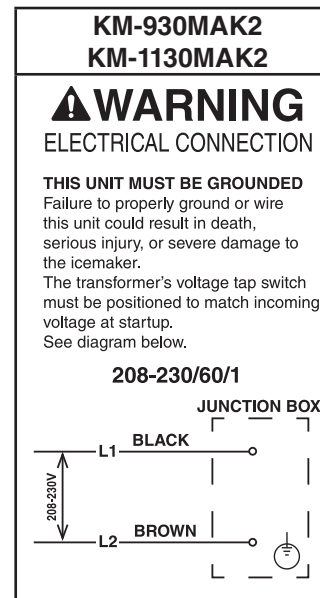 KM-930MAK2
KM-1130MAK2
WARNING
ELECTRICAL CONNECTION
THIS UNIT MUST BE GROUNDED
Failure to properly ground or wire
this unit could result in death,
serious injury, or severe damage to
the icemaker.
The transformer's voltage tap switch
must be positioned to match incoming
voltage at startup.
See diagram below.
208-230/60/1
JUNCTION BOX
L1 BLACK
208-230V
L2 BROWN